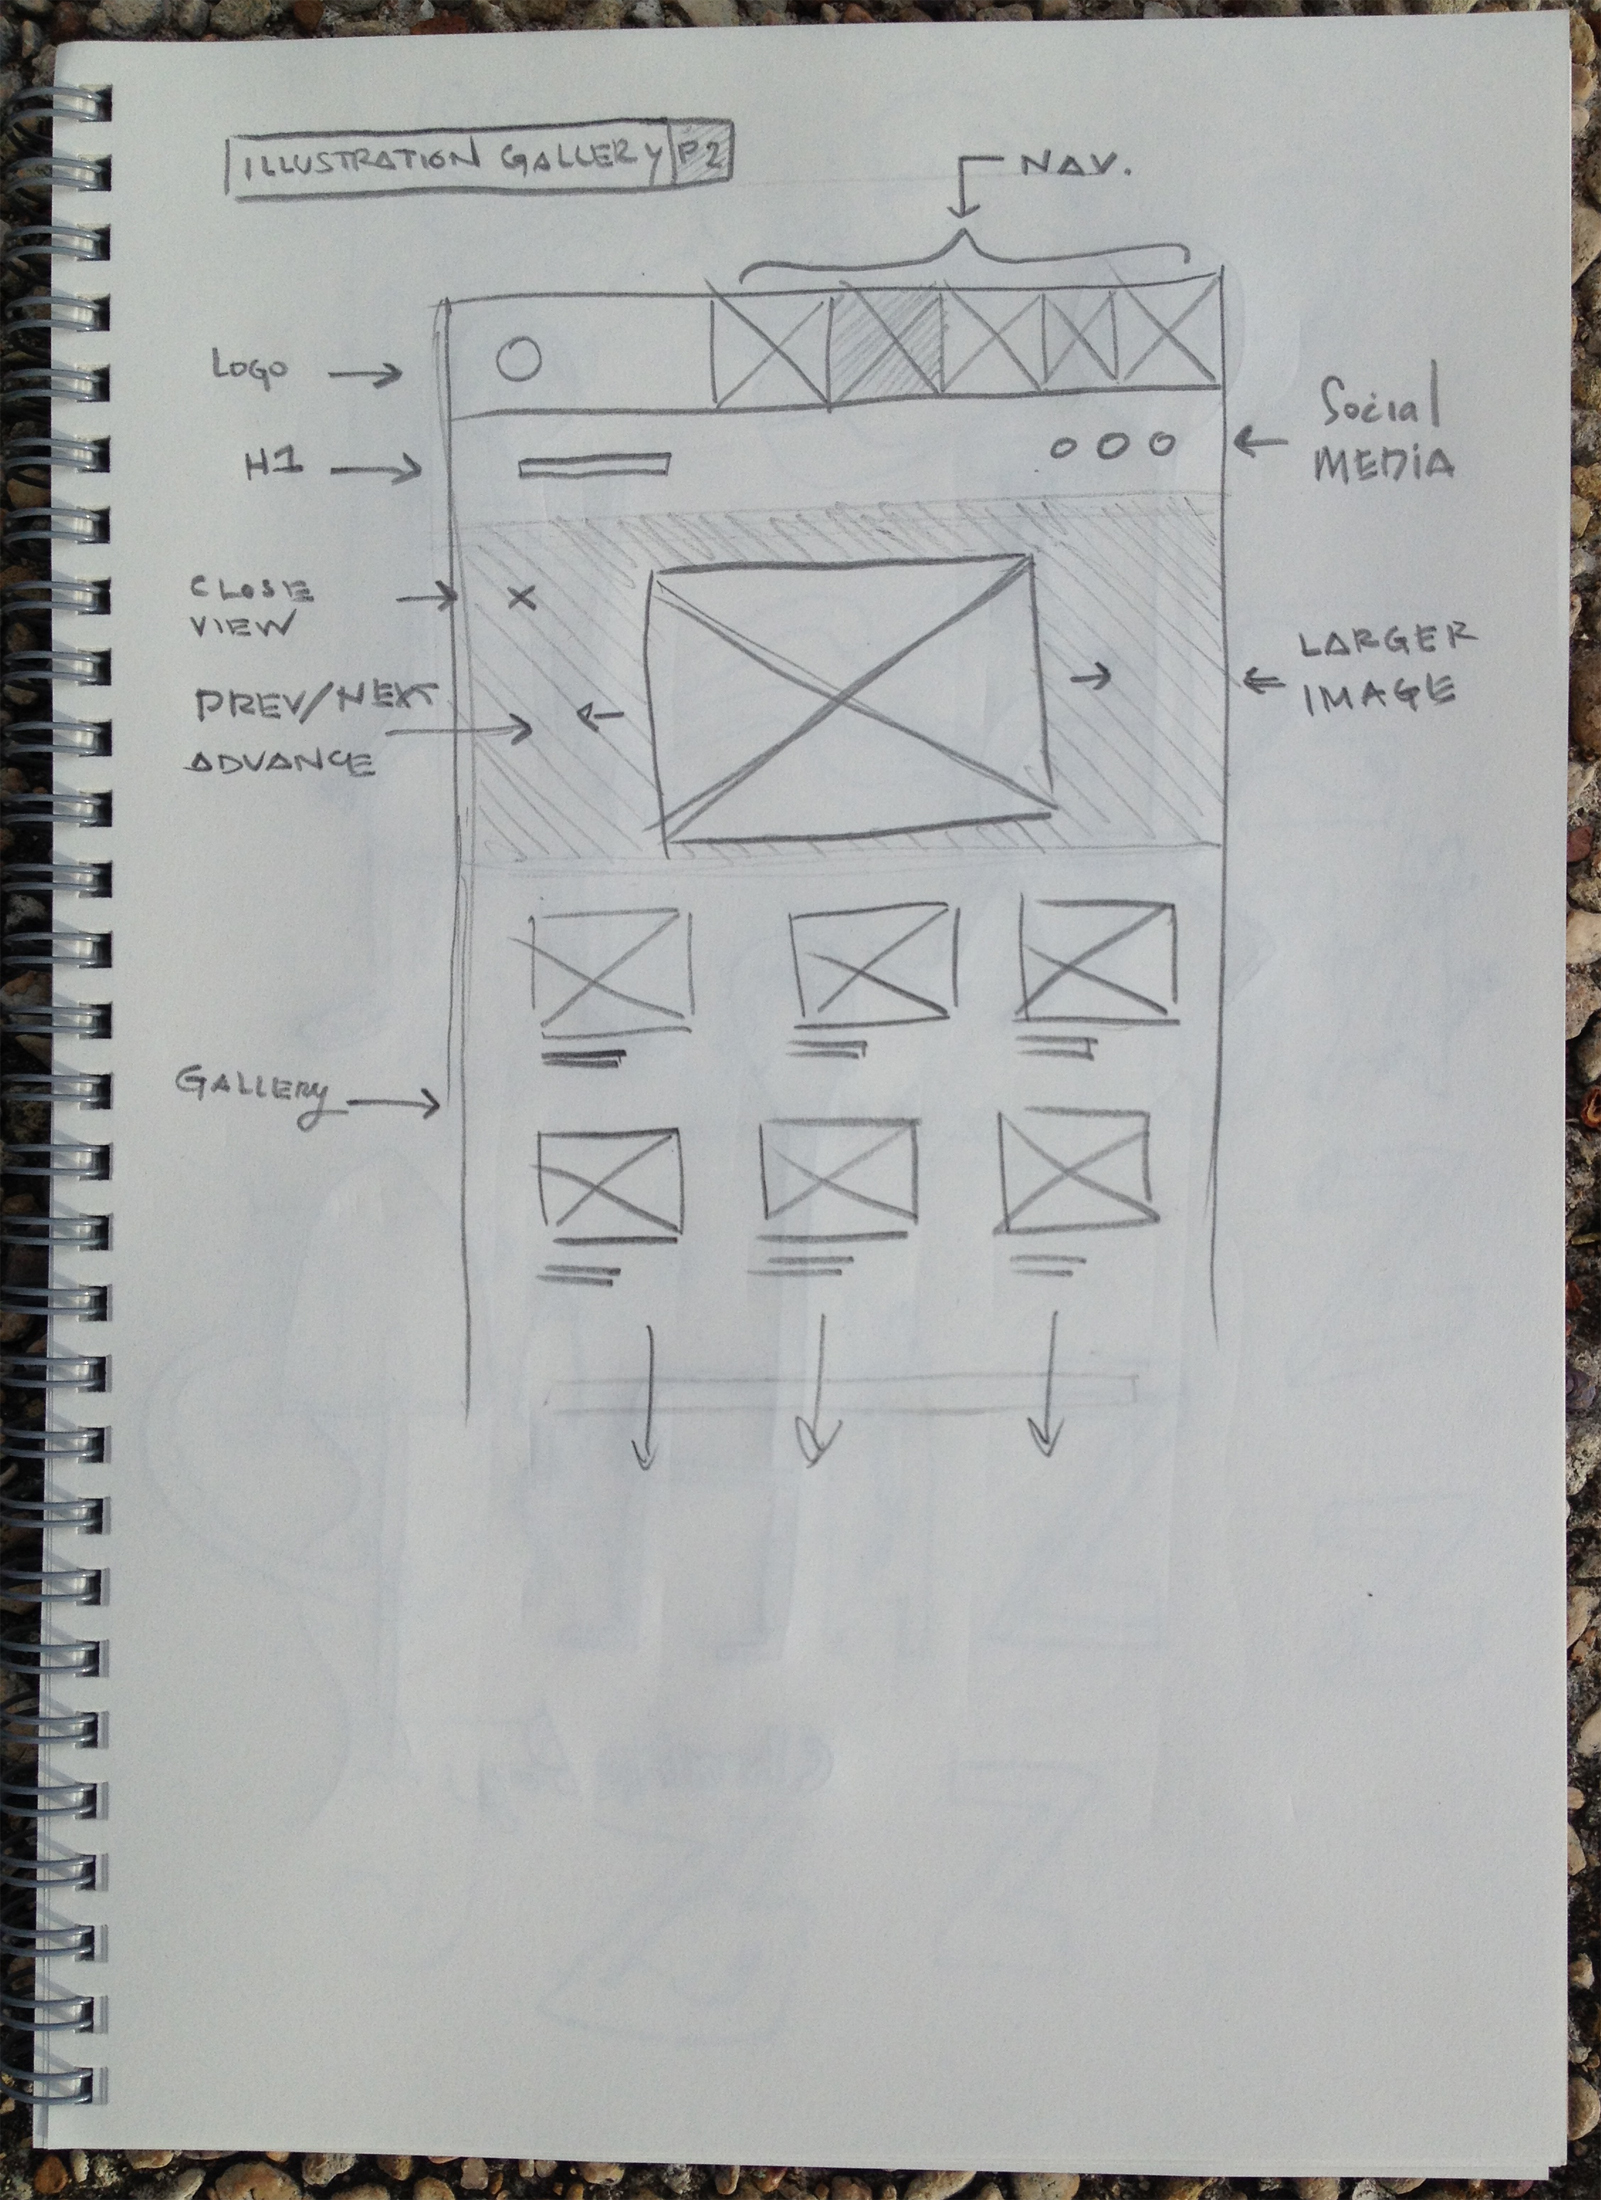 ILLUSTRATION GALLERY P2
NAV.
LOGO
H1
Social
MEDIA
CLOSE
VIEW
PREV/NEXT
ADVANCE
LARGER
IMAGE
GALLERY